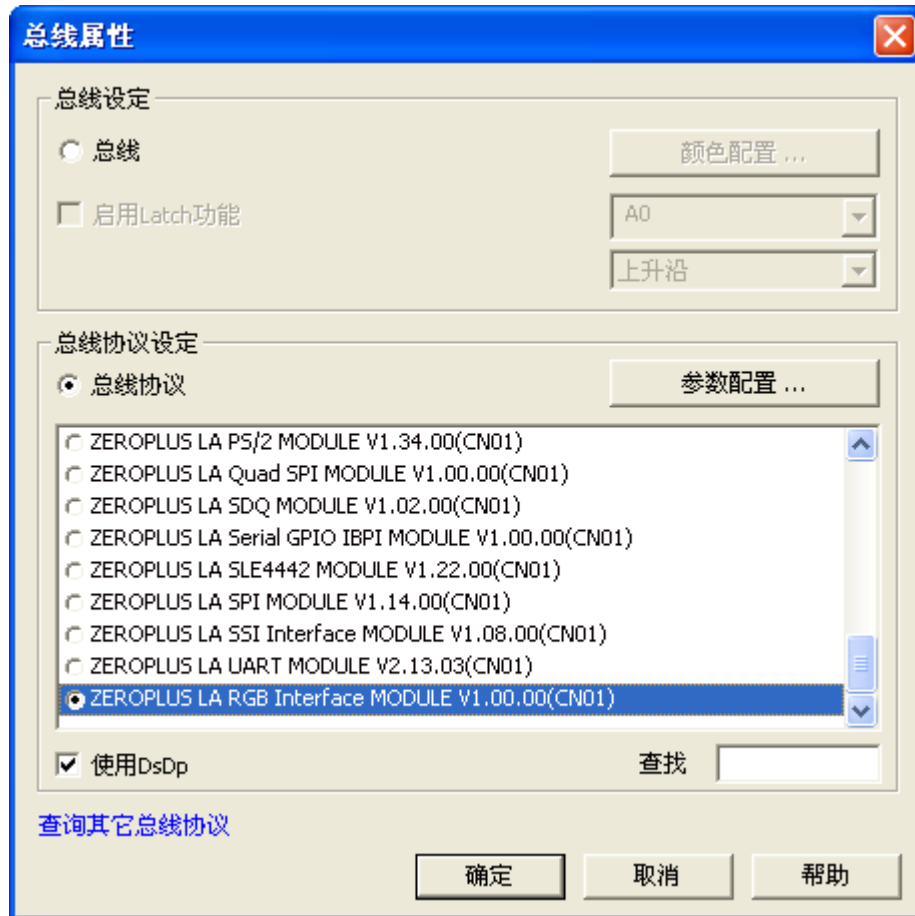 总线属性
总线设定
总线
颜色配置 ...
启用Latch功能
A0
上升沿
总线协议设定
总线协议
参数配置 ...
ZEROPLUS LA PS/2 MODULE V1.34.00(CN01)
ZEROPLUS LA Quad SPI MODULE V1.00.00(CN01)
ZEROPLUS LA SDQ MODULE V1.02.00(CN01)
ZEROPLUS LA Serial GPIO IBPI MODULE V1.00.00(CN01)
ZEROPLUS LA SLE4442 MODULE V1.22.00(CN01)
ZEROPLUS LA SPI MODULE V1.14.00(CN01)
ZEROPLUS LA SSI Interface MODULE V1.08.00(CN01)
ZEROPLUS LA UART MODULE V2.13.03(CN01)
ZEROPLUS LA RGB Interface MODULE V1.00.00(CN01)
使用DsDp
查找
查询其它总线协议
确定
取消
帮助